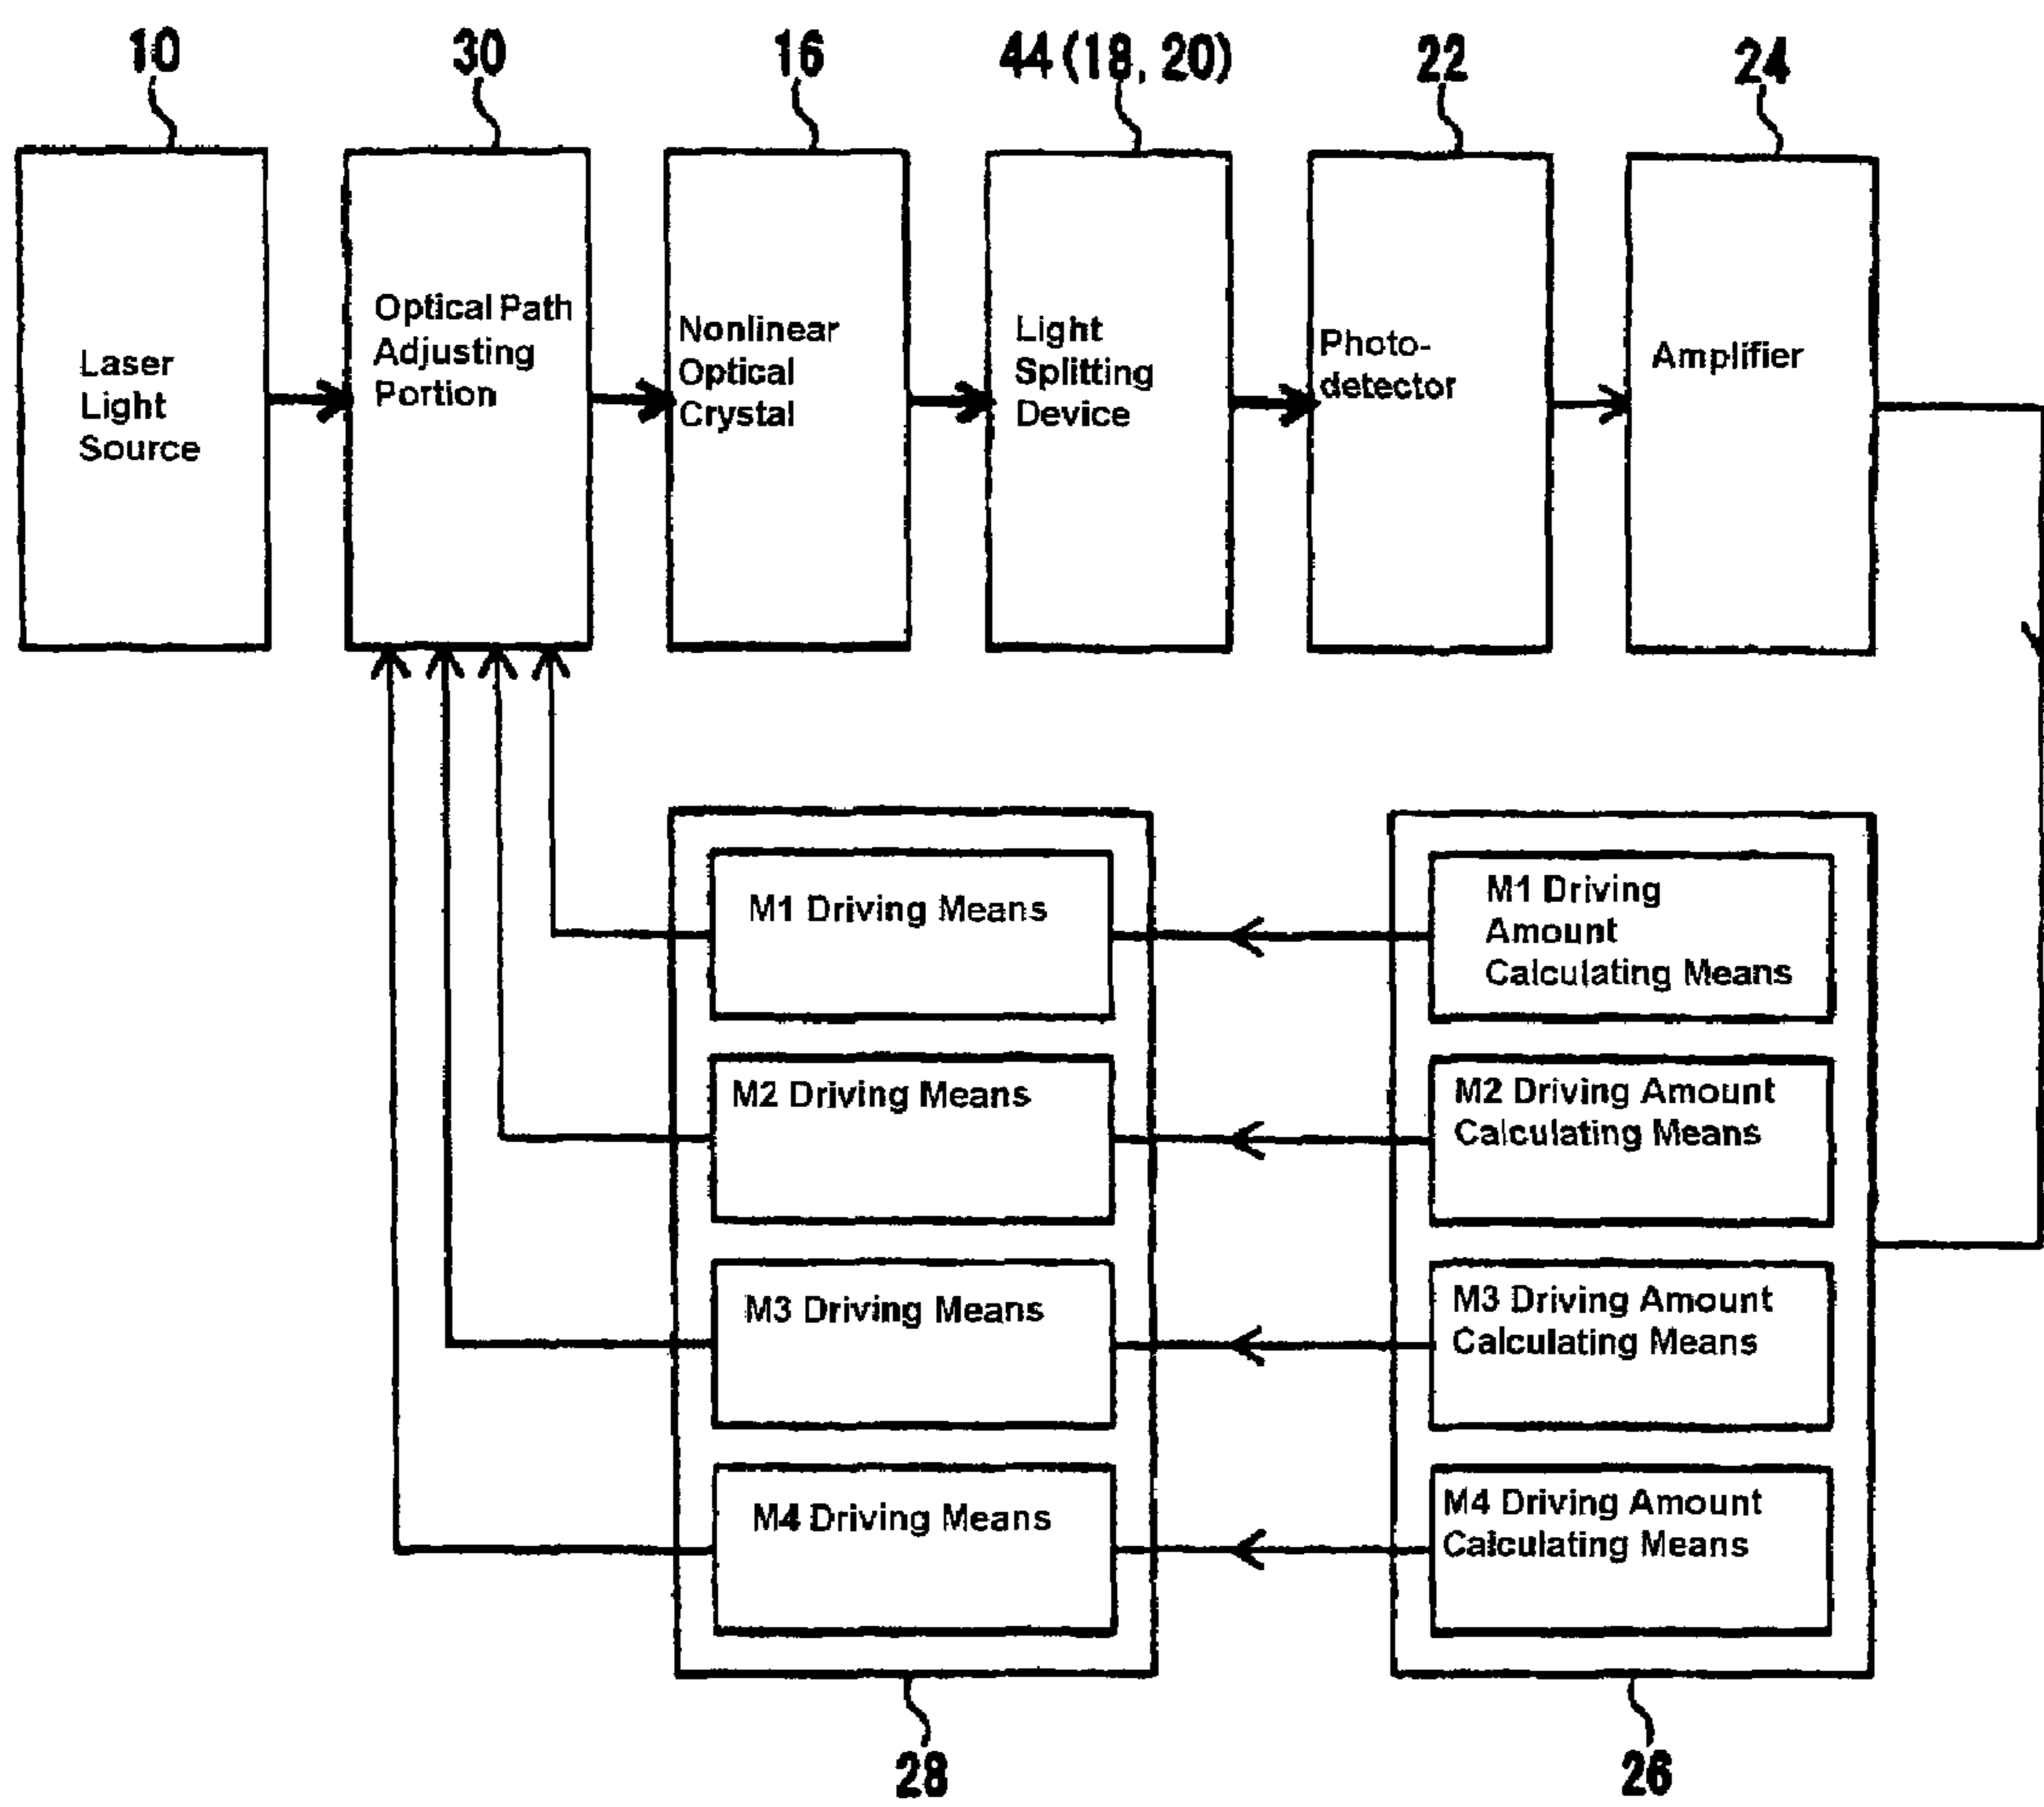 10
30
16
44 (18, 20)
22
24
Laser
Light
Source
Optical Path
Adjusting
Portion
Nonlinear
Optical
Crystal
Light
Splitting
Device
Photo-
detector
Amplifier
M1 Driving Means
M1 Driving
Amount
Calculating Means
M2 Driving Means
M2 Driving Amount
Calculating Means
M3 Driving Means
M3 Driving Amount
Calculating Means
M4 Driving Means
M4 Driving Amount
Calculating Means
28
26